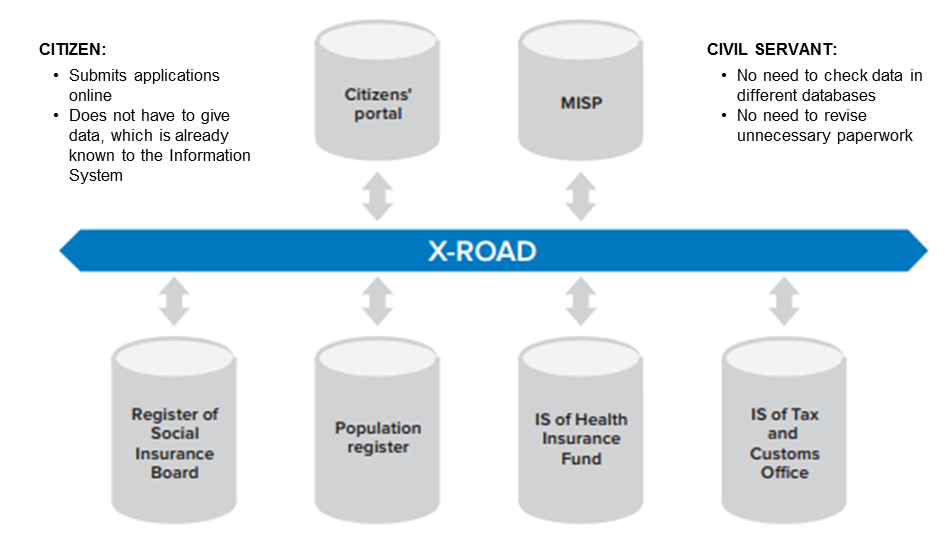 CITIZEN:
• Submits applications
online
• Does not have to give
data, which is already
known to the Information
System
Citizens'
portal
MISP
CIVIL SERVANT:
• No need to check data in
different databases
• No need to revise
unnecessary paperwork
X-ROAD
Register of
Social
Insurance
Board
Population
register
IS of Health
Insurance
Fund
IS of Tax
and
Customs
Office